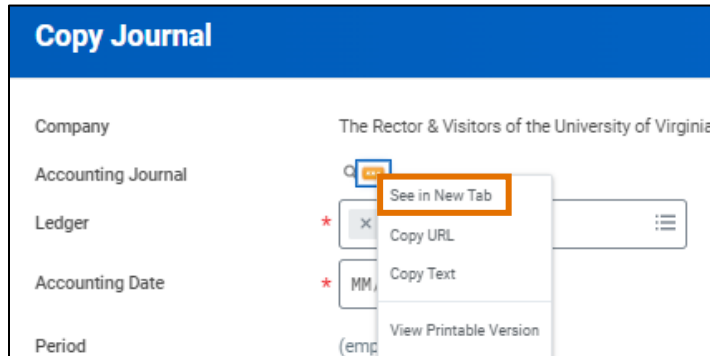 Copy Journal
Company The Rector & Visitors of the University of Virginia
Accounting Journal
See in New Tab
Ledger *
Copy URL
Accounting Date * MM/
Copy Text
View Printable Version
Period (emp